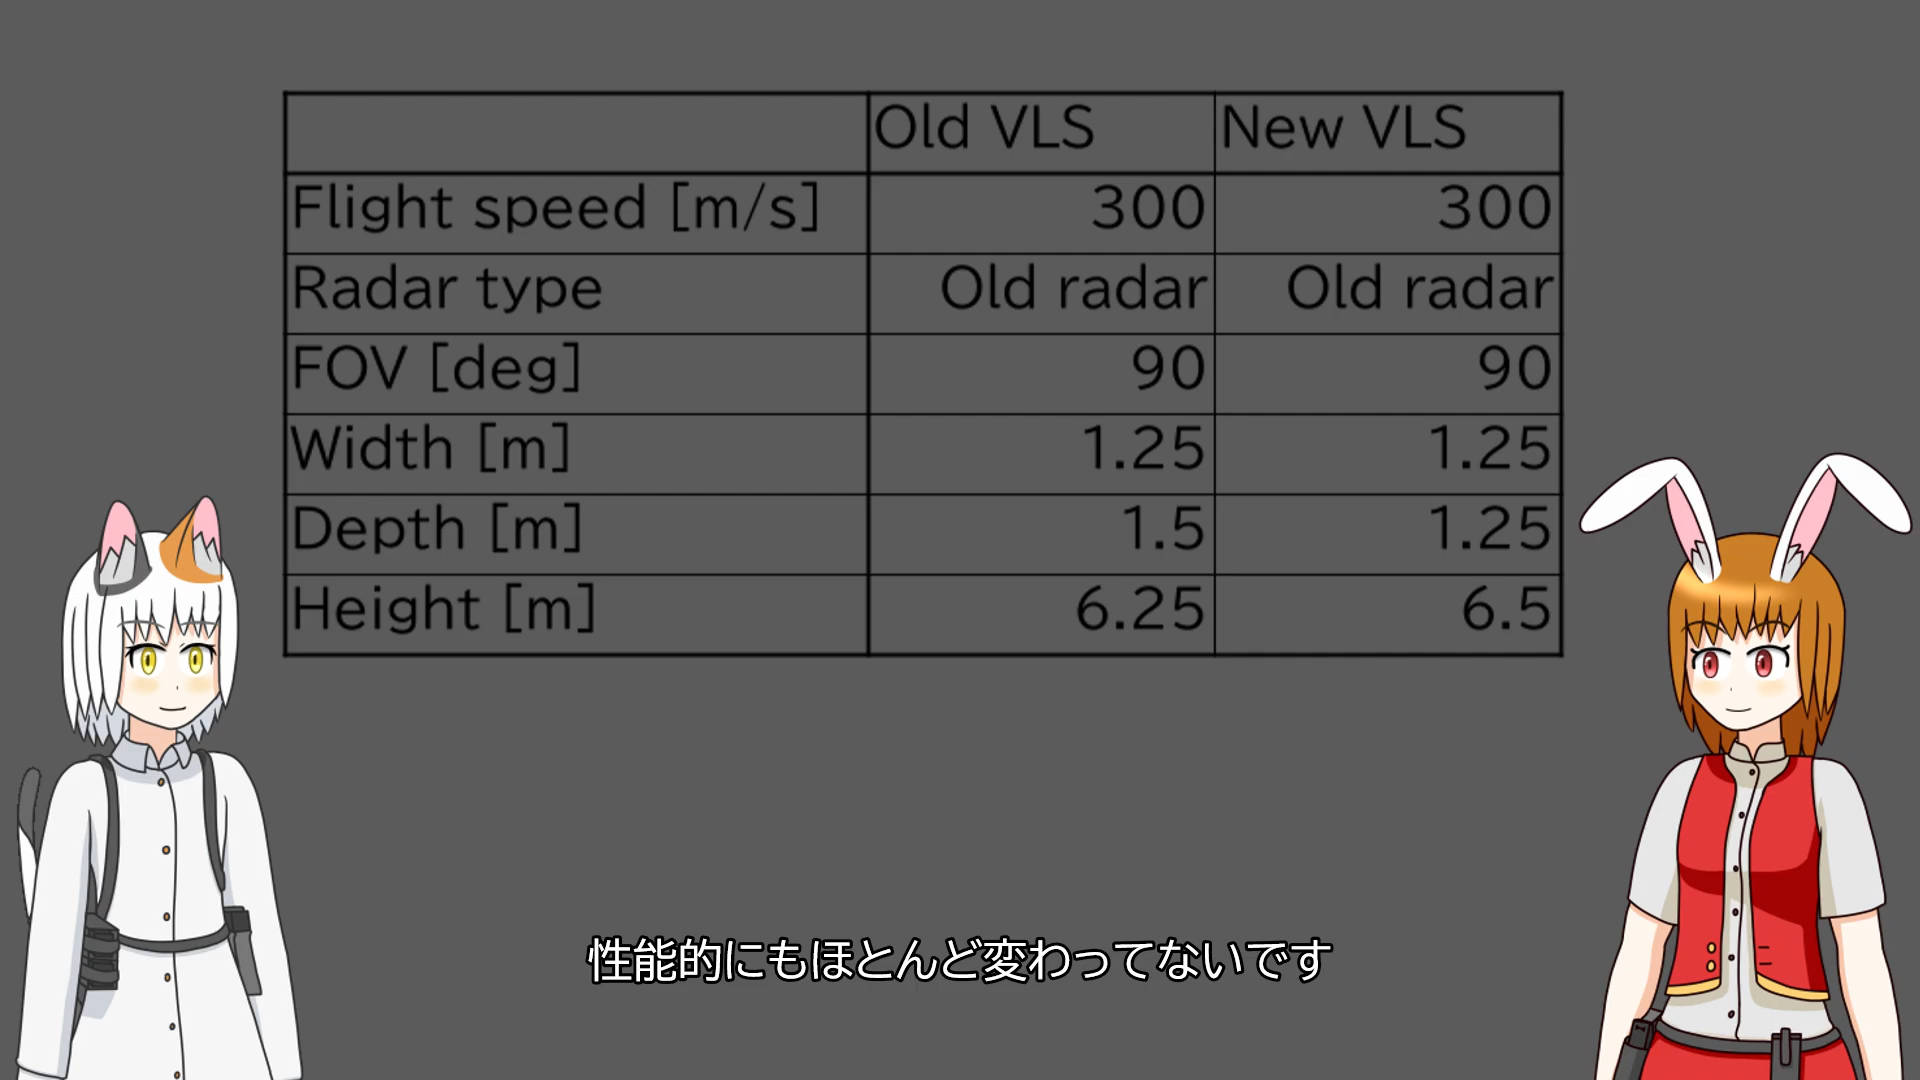 Old VLS New VLS
Flight speed [m/s] 300 300
Radar type Old radar Old radar
FOV [deg] 90 90
Width [m] 1.25 1.25
Depth [m] 1.5 1.25
Height [m] 6.25 6.5
性能的にもほとんど変わってないです